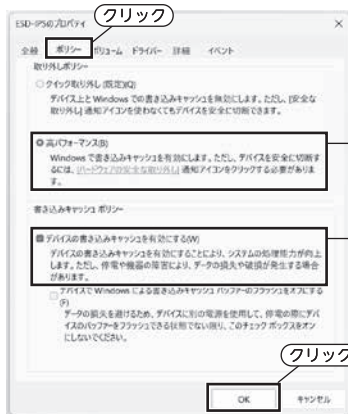 クリック
ESD-IPS0のプロパティ
全般 ポリシー ボリューム ドライバー 詳細 イベント
取り外しポリシー
クイック取り外し (既定)(Q)
デバイス上と Windows での書き込みキャッシュを無効にします。ただし、[安全な
取り外し] 通知アイコンを使わなくてもデバイスを安全に切断できます。
高パフォーマンス(B)
Windows で書き込みキャッシュを有効にします。ただし、デバイスを安全に切断す
るには、[ハードウェアの安全な取り外し] 通知アイコンをクリックする必要がありま
す。
書き込みキャッシュ ポリシー
デバイスの書き込みキャッシュを有効にする(W)
デバイスの書き込みキャッシュを有効にすることにより、システムの処理能力が向上
します。ただし、停電や機器の障害により、データの損失や破損が発生する場合
があります。
デバイスで Windows による書き込みキャッシュ バッファーのフラッシュをオフにする
(F)
データの損失を避けるため、デバイスに別の電源を使用して、停電の際にデバ
イスのバッファーをフラッシュできる状態でない限り、このチェック ボックスをオン
にしないでください。
クリック
OK キャンセル